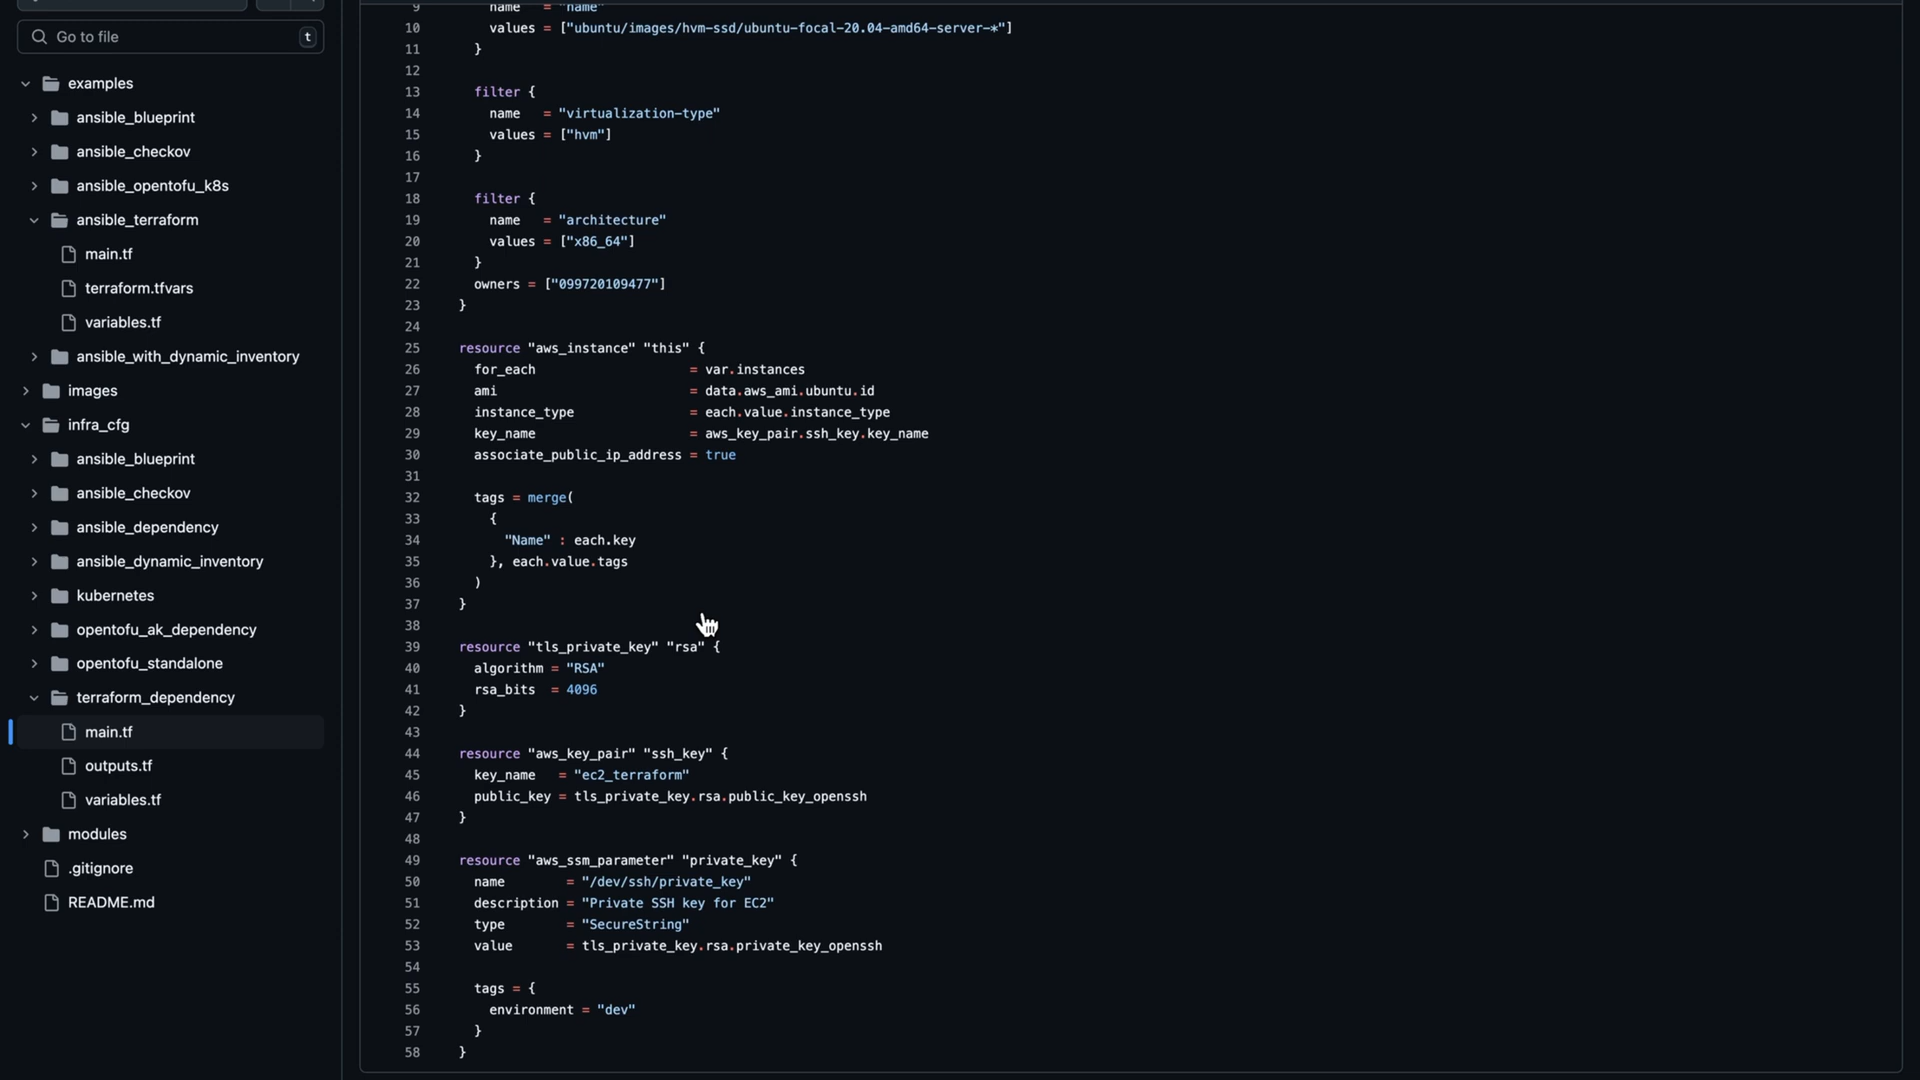 Go to file
t
examples
ansible_blueprint
ansible_checkov
ansible_opentofu_k8s
ansible_terraform
main.tf
terraform.tfvars
variables.tf
ansible_with_dynamic_inventory
images
infra_cfg
ansible_blueprint
ansible_checkov
ansible_dependency
ansible_dynamic_inventory
kubernetes
opentofu_ak_dependency
opentofu_standalone
terraform_dependency
main.tf
outputs.tf
variables.tf
modules
.gitignore
README.md
9 name = "name"
10 values = ["ubuntu/images/hvm-ssd/ubuntu-focal-20.04-amd64-server-*"]
11 }
12
13 filter {
14 name = "virtualization-type"
15 values = ["hvm"]
16 }
17
18 filter {
19 name = "architecture"
20 values = ["x86_64"]
21 }
22 owners = ["099720109477"]
23 }
24
25 resource "aws_instance" "this" {
26 for_each = var.instances
27 ami = data.aws_ami.ubuntu.id
28 instance_type = each.value.instance_type
29 key_name = aws_key_pair.ssh_key.key_name
30 associate_public_ip_address = true
31
32 tags = merge(
33 {
34 "Name" : each.key
35 }, each.value.tags
36 )
37 }
38
39 resource "tls_private_key" "rsa" {
40 algorithm = "RSA"
41 rsa_bits = 4096
42 }
43
44 resource "aws_key_pair" "ssh_key" {
45 key_name = "ec2_terraform"
46 public_key = tls_private_key.rsa.public_key_openssh
47 }
48
49 resource "aws_ssm_parameter" "private_key" {
50 name = "/dev/ssh/private_key"
51 description = "Private SSH key for EC2"
52 type = "SecureString"
53 value = tls_private_key.rsa.private_key_openssh
54
55 tags = {
56 environment = "dev"
57 }
58 }